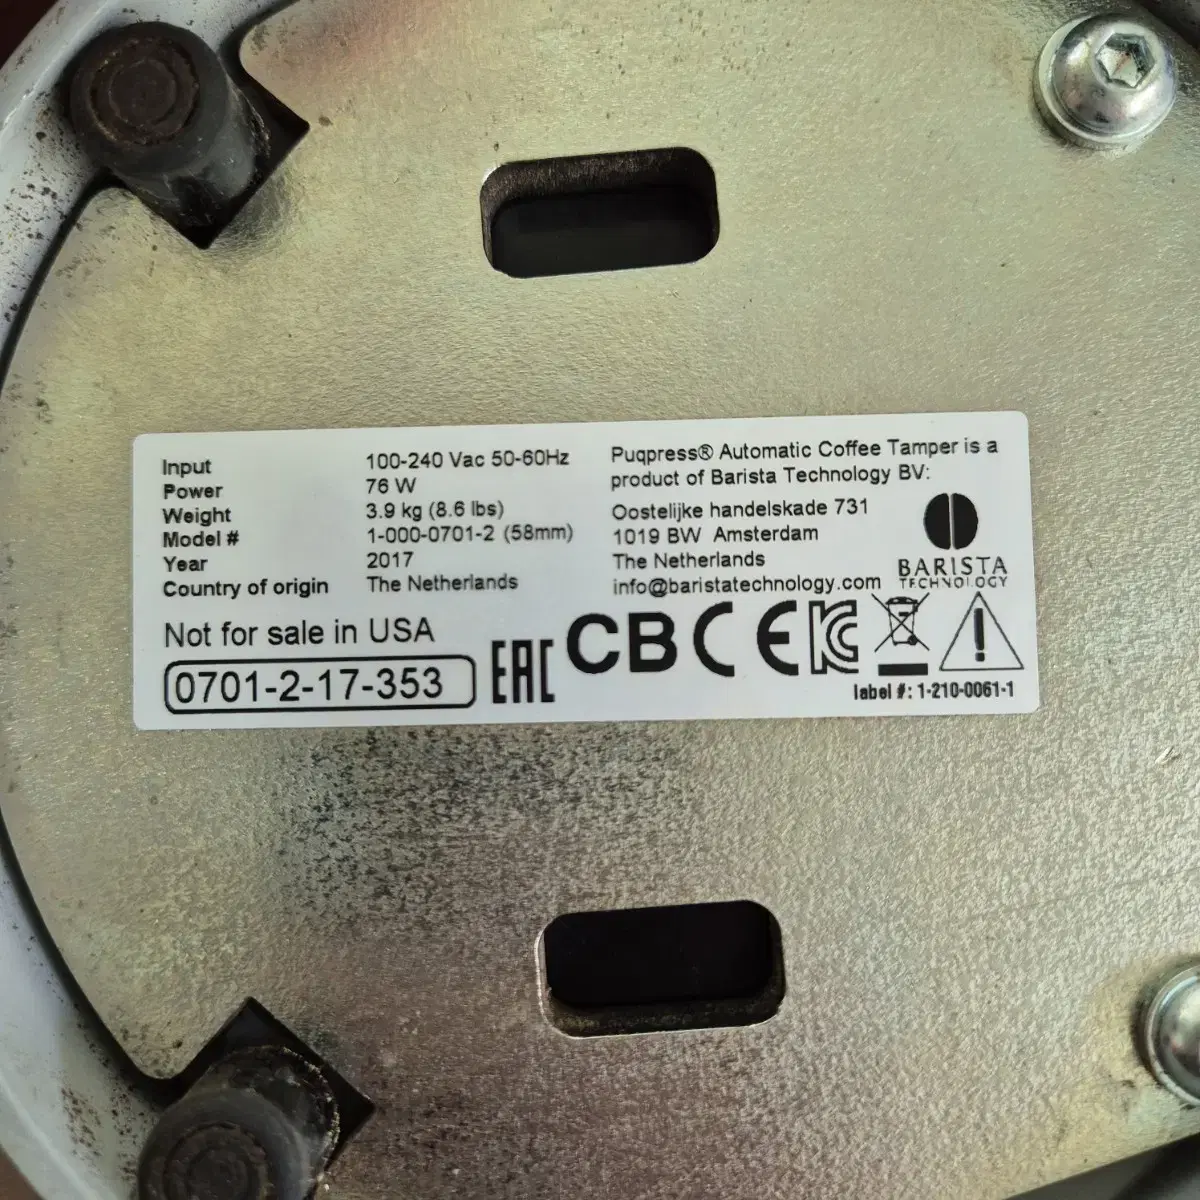 Input 100-240 Vac 50-60Hz
Power 76 W
Weight 3.9 kg (8.6 lbs)
Model # 1-000-0701-2 (58mm)
Year 2017
Country of origin The Netherlands
Not for sale in USA
0701-2-17-353
Puqpress® Automatic Coffee Tamper is a
product of Barista Technology BV:
Oostelijke handelskade 731
1019 BW Amsterdam
The Netherlands
info@baristatechnology.com
BARISTA
TECHNOLOGY
EAC CB CE KC
label #: 1-210-0061-1